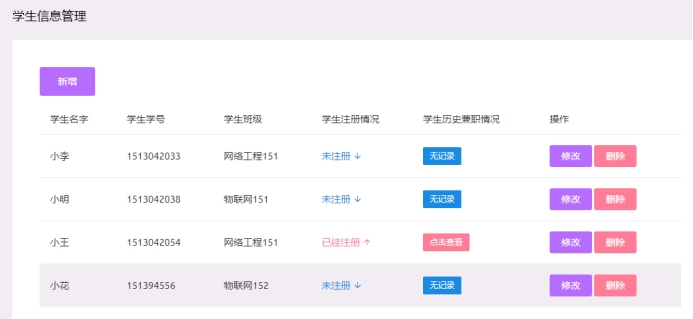 学生信息管理
新增
学生名字 学生学号 学生班级 学生注册情况 学生历史兼职情况 操作
小李 1513042033 网络工程151 未注册 ↓ 无记录 修改 删除
小明 1513042038 物联网151 未注册 ↓ 无记录 修改 删除
小王 1513042054 网络工程151 已经注册 ↑ 点击查看 修改 删除
小花 151394556 物联网152 未注册 ↓ 无记录 修改 删除